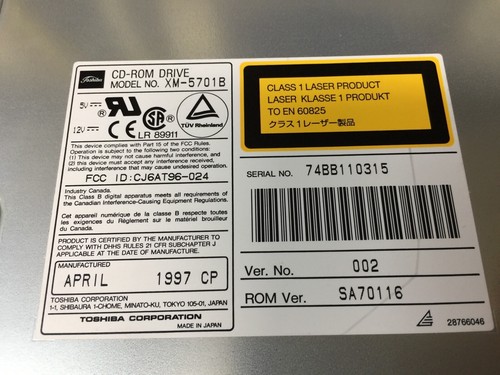 Toshiba
CD-ROM DRIVE
MODEL NO. XM-5701B
5V
12V
LR 89911
TÜV Rheinland
This device complies with Part 15 of the FCC Rules.
Operation is subject to the following two conditions:
(1) This device may not cause harmful interference, and
(2) this device must accept any interference received,
including interference that may cause undesired operation.
FCC ID:CJ6AT96-024
Industry Canada.
This Class B digital apparatus meets all requirements of
the Canadian Interference-Causing Equipment Regulations.
Cet appareil numérique de la classe B respecte toutes
les exigences du Règlement sur le matériel brouilleur
du Canada.
PRODUCT IS CERTIFIED BY THE MANUFACTURER TO
COMPLY WITH DHHS RULES 21 CFR SUBCHAPTER J
APPLICABLE AT THE DATE OF MANUFACTURE.
MANUFACTURED
APRIL 1997 CP
TOSHIBA CORPORATION
1-1, SHIBAURA 1-CHOME, MINATO-KU, TOKYO 105-01, JAPAN
TOSHIBA CORPORATION
MADE IN JAPAN
CLASS 1 LASER PRODUCT
LASER KLASSE 1 PRODUKT
TO EN 60825
クラス 1 レーザー製品
SERIAL NO. 74BB110315
Ver. No. 002
ROM Ver. SA70116
28766046